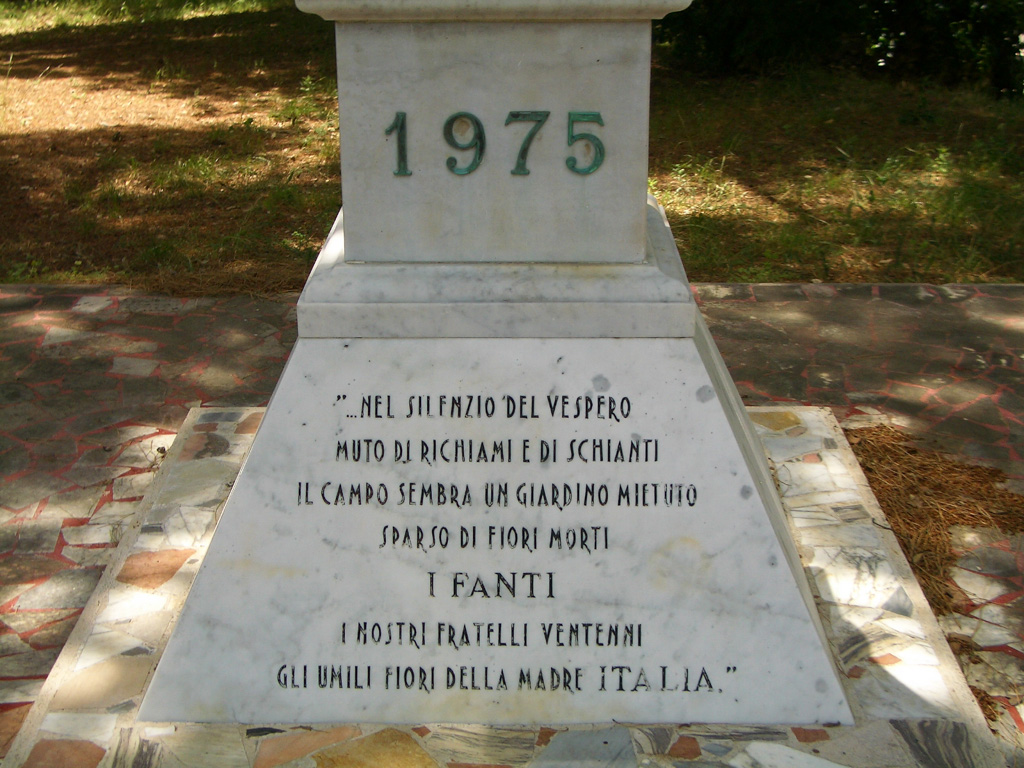 1975
"...NEL SILENZIO DEL VESPERO
MUTO DI RICHIAMI E DI SCHIANTI
IL CAMPO SEMBRA UN GIARDINO MIETUTO
SPARSO DI FIORI MORTI
I FANTI
I NOSTRI FRATELLI VENTENNI
GLI UMILI FIORI DELLA MADRE ITALIA."